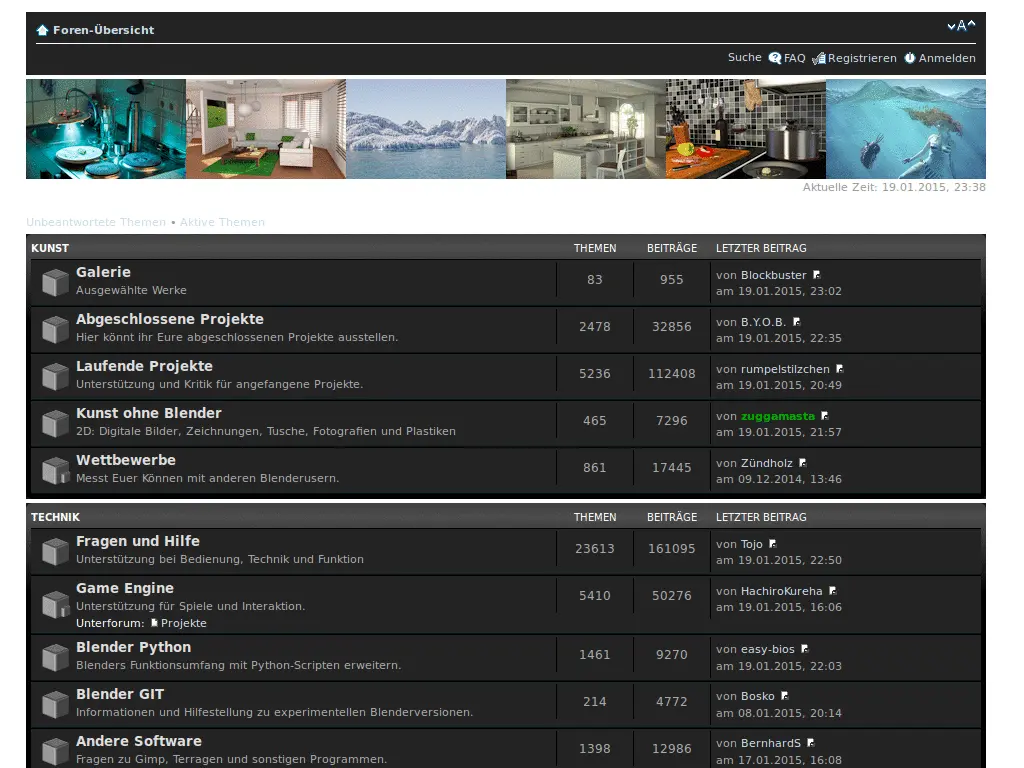 Foren-Übersicht
A
Suche FAQ Registrieren Anmelden
Aktuelle Zeit: 19.01.2015, 23:38
Unbeantwortete Themen • Aktive Themen
KUNST THEMEN BEITRÄGE LETZTER BEITRAG
Galerie
Ausgewählte Werke
83 955
von Blockbuster
am 19.01.2015, 23:02
Abgeschlossene Projekte
Hier könnt ihr Eure abgeschlossenen Projekte ausstellen.
2478 32856
von B.Y.O.B.
am 19.01.2015, 22:35
Laufende Projekte
Unterstützung und Kritik für angefangene Projekte.
5236 112408
von rumpelstilzchen
am 19.01.2015, 20:49
Kunst ohne Blender
2D: Digitale Bilder, Zeichnungen, Tusche, Fotografien und Plastiken
465 7296
von zuggamasta
am 19.01.2015, 21:57
Wettbewerbe
Messt Euer Können mit anderen Blenderusern.
861 17445
von Zündholz
am 09.12.2014, 13:46
TECHNIK THEMEN BEITRÄGE LETZTER BEITRAG
Fragen und Hilfe
Unterstützung bei Bedienung, Technik und Funktion
23613 161095
von Tojo
am 19.01.2015, 22:50
Game Engine
Unterstützung für Spiele und Interaktion.
Unterforum: Projekte
5410 50276
von HachiroKureha
am 19.01.2015, 16:06
Blender Python
Blenders Funktionsumfang mit Python-Scripten erweitern.
1461 9270
von easy-bios
am 19.01.2015, 22:03
Blender GIT
Informationen und Hilfestellung zu experimentellen Blenderversionen.
214 4772
von Bosko
am 08.01.2015, 20:14
Andere Software
Fragen zu Gimp, Terragen und sonstigen Programmen.
1398 12986
von BernhardS
am 17.01.2015, 16:08